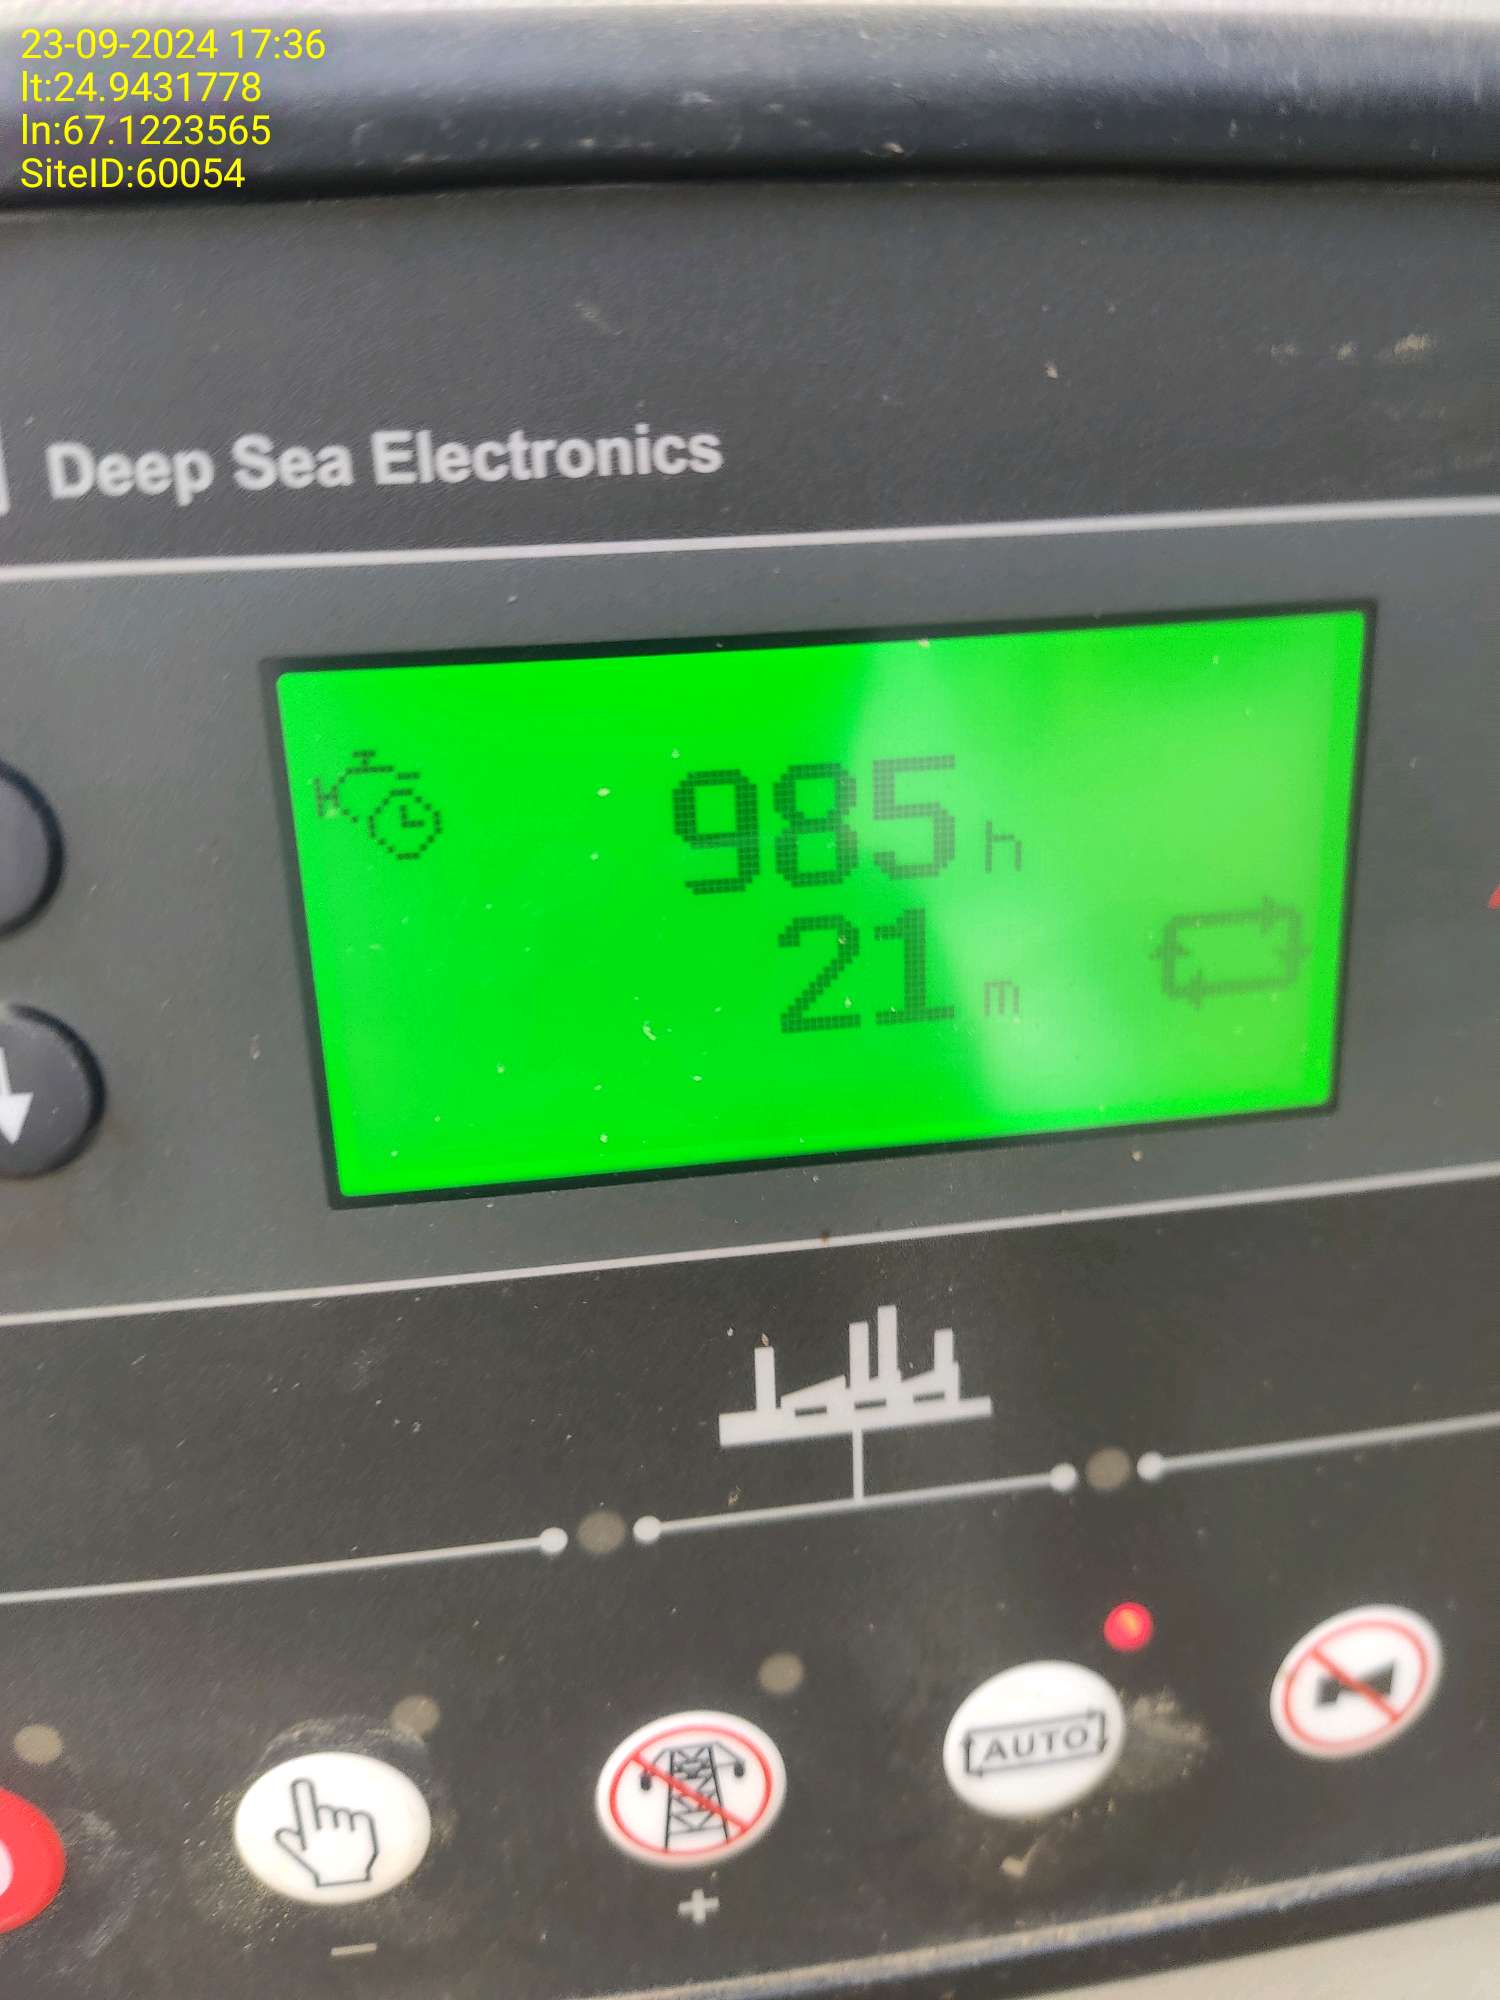 23-09-2024 17:36
lt:24.9431778
ln:67.1223565
SiteID:60054
Deep Sea Electronics
985 h
21 m
AUTO